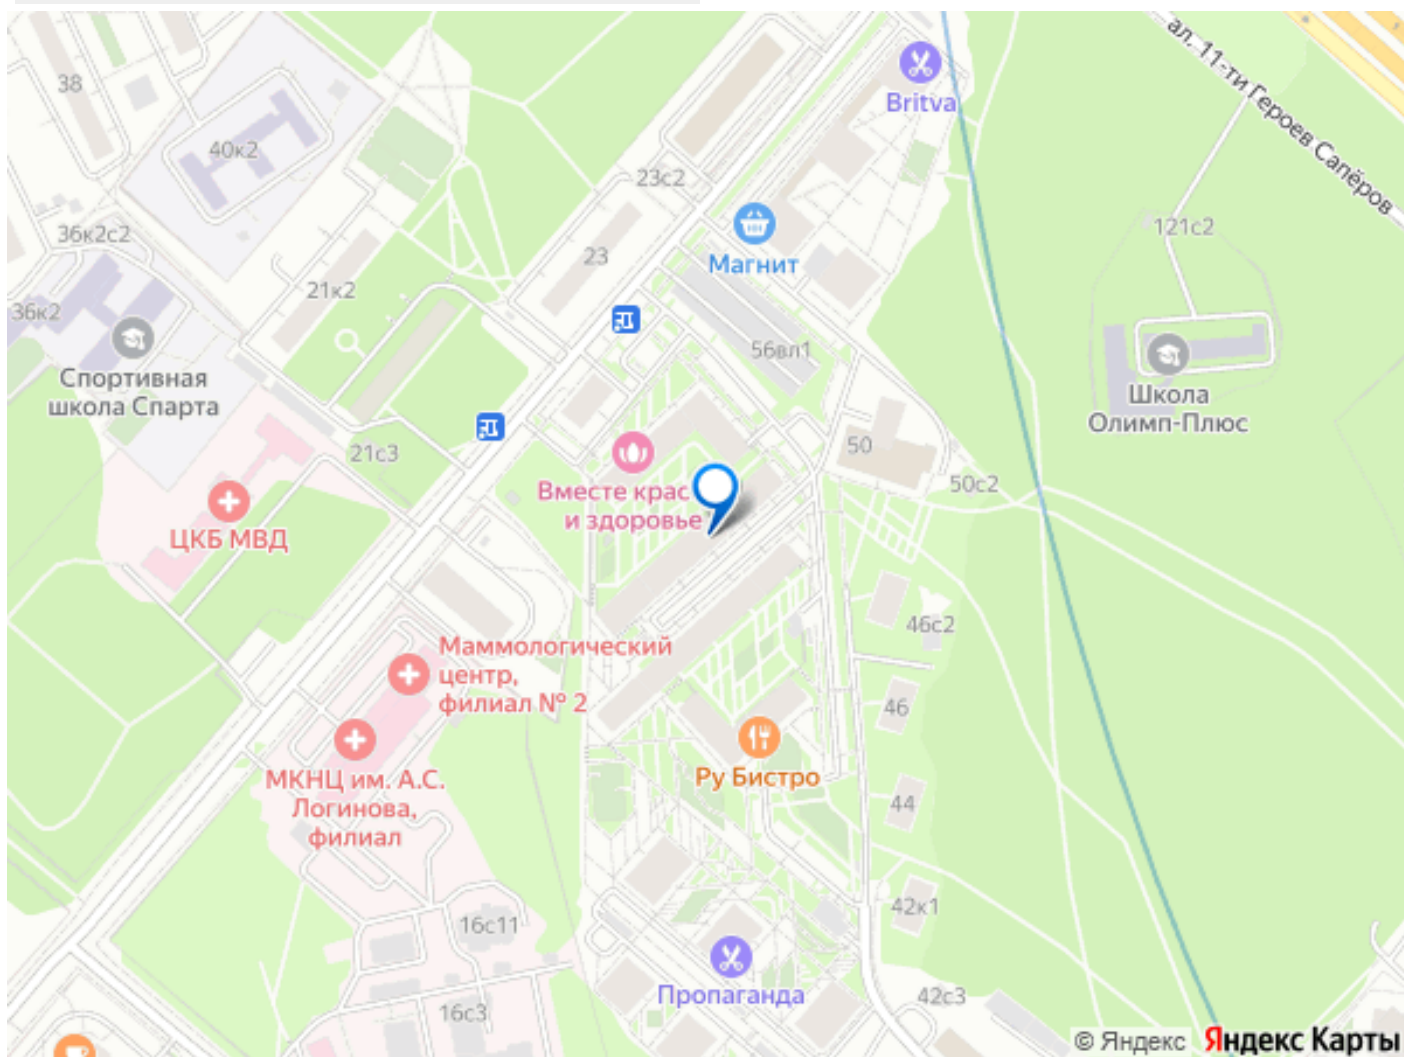 ал. 11-ти Героев Сапёров
38
Britva
40к2
23с2
36к2с2
121с2
23
Магнит
21к2
36к2
56вл1
Спортивная
школа Спарта
Школа
Олимп-Плюс
50
21с3
50с2
Вместе крас
и здоровье
ЦКБ МВД
46с2
Маммологический
центр,
филиал № 2
46
МКНЦ им. А.С.
Логинова,
филиал
Ру Бистро
44
42к1
16с11
Пропаганда
42с3
16с3
© Яндекс Яндекс Карты